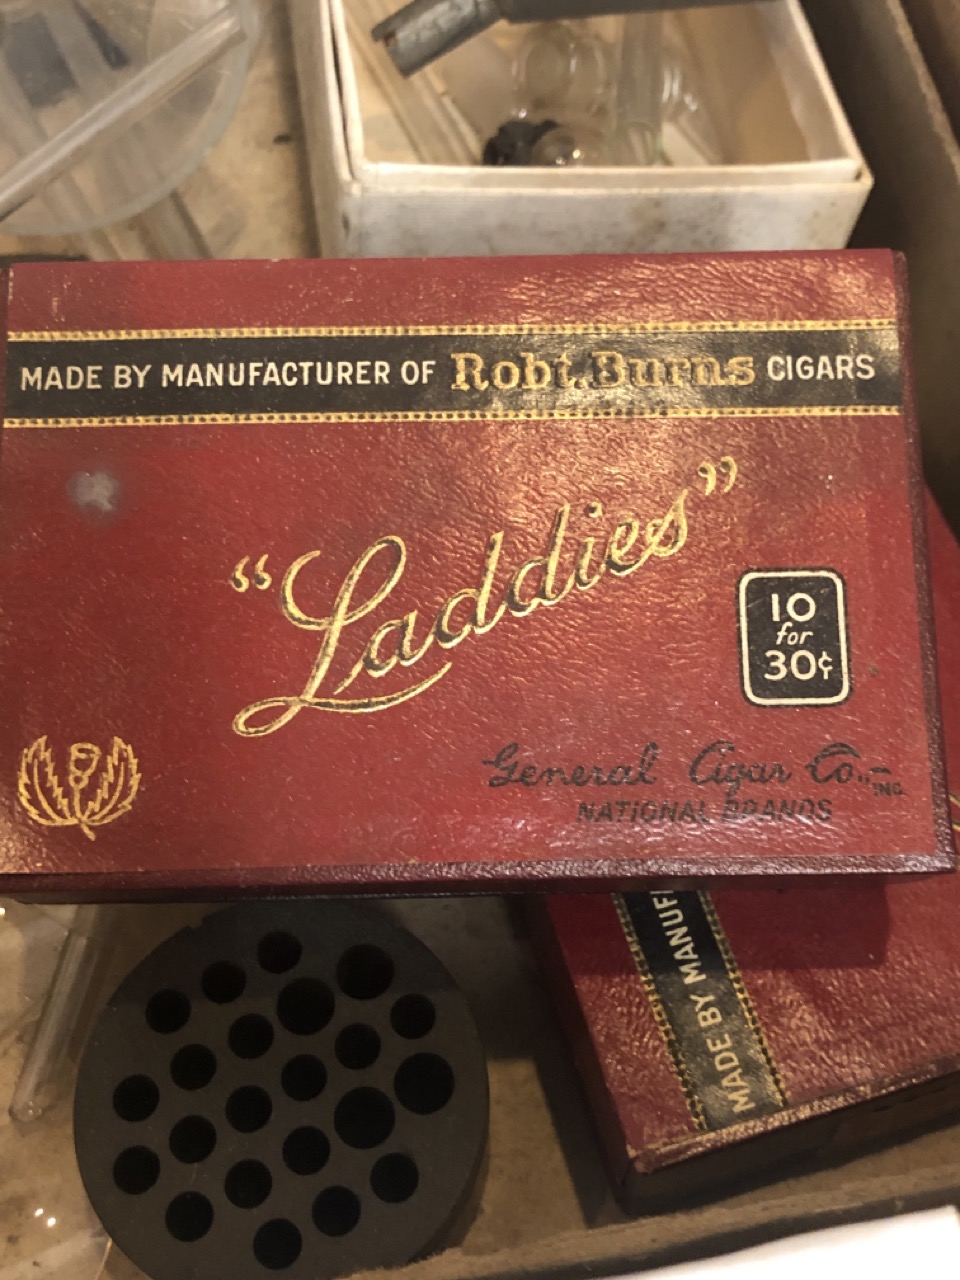 MADE BY MANUFACTURER OF Robt. Burns CIGARS
"Laddies"
10
for
30¢
General Cigar Co., INC.
NATIONAL BRANDS
MADE BY MANUF